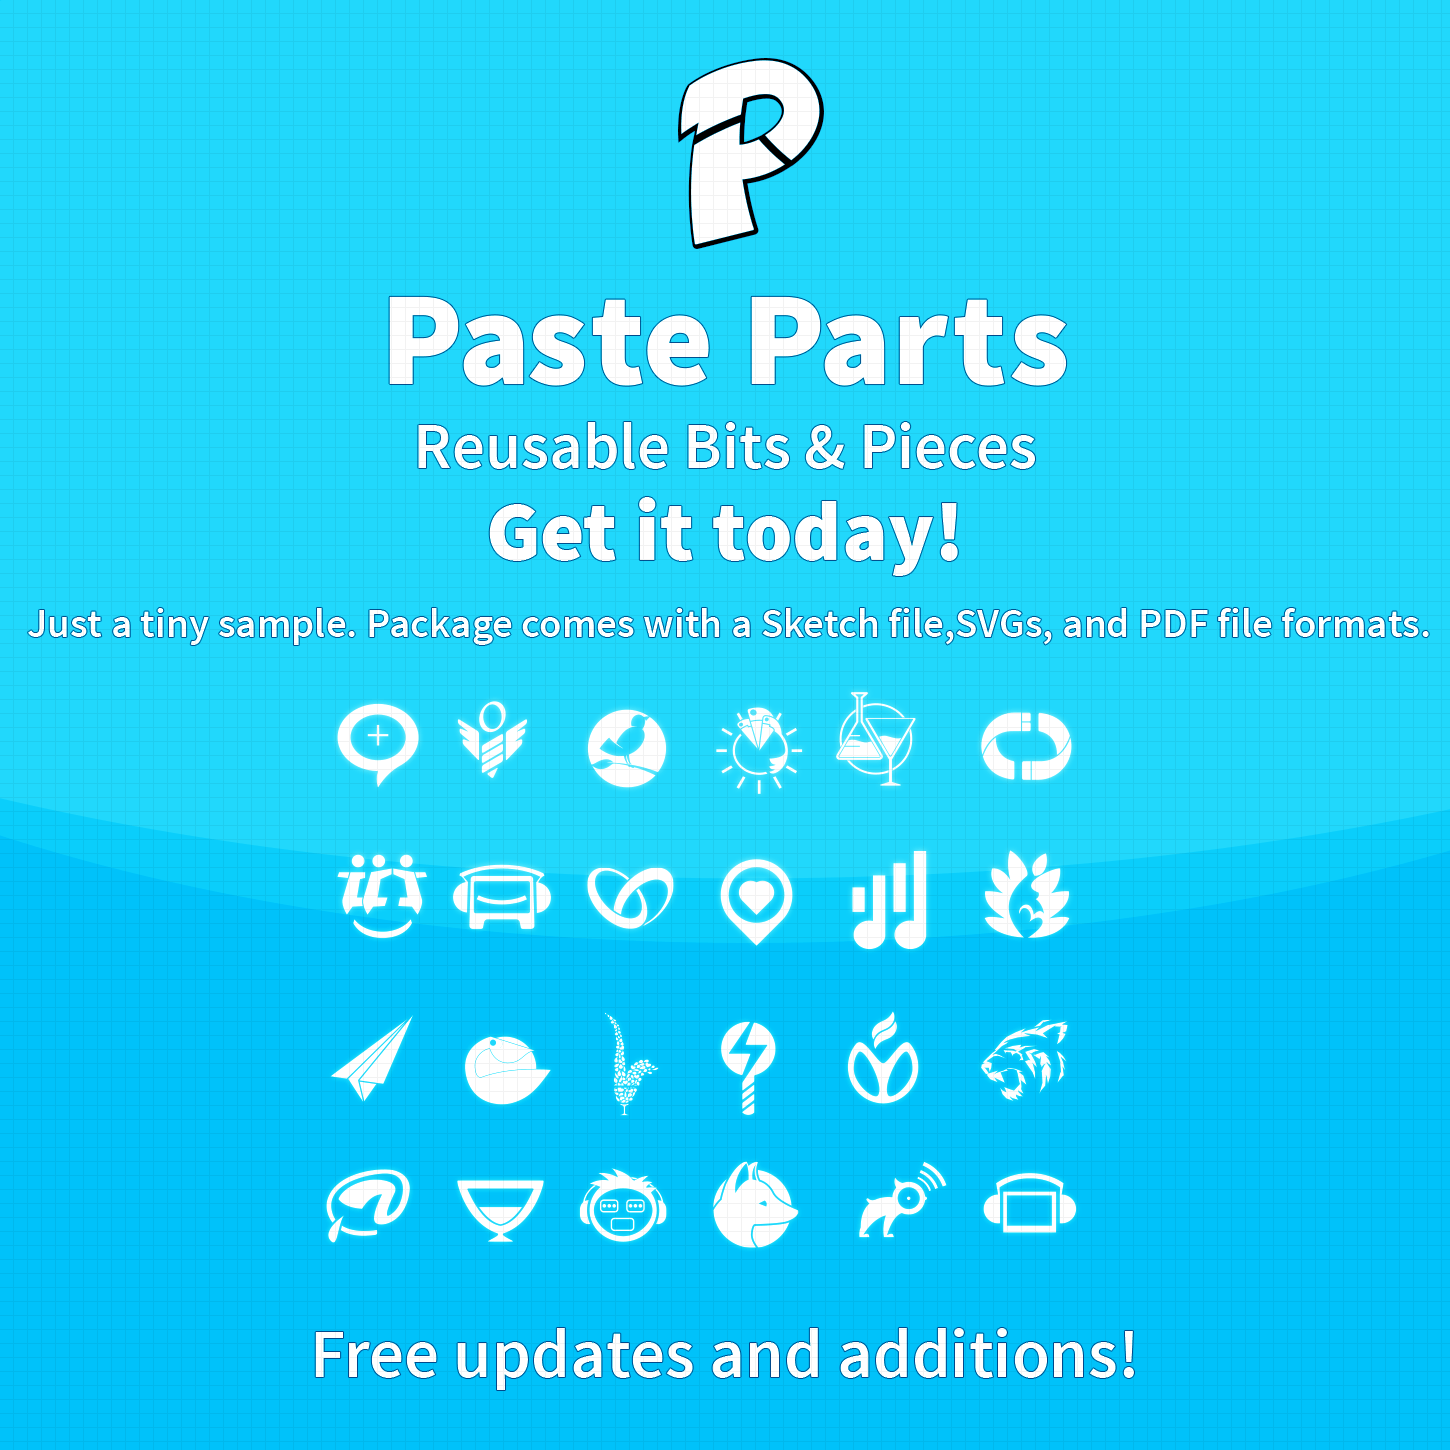 P
Paste Parts
Reusable Bits & Pieces
Get it today!
Just a tiny sample. Package comes with a Sketch file,SVGs, and PDF file formats.
Free updates and additions!